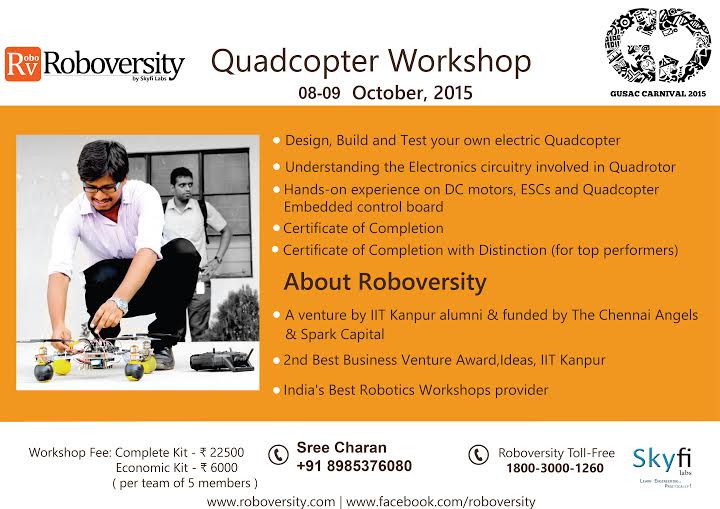 Robo
RV
Roboversity
by Skyfi Labs
Quadcopter Workshop
08-09 October, 2015
GUSAC CARNIVAL 2015
Design, Build and Test your own electric Quadcopter
Understanding the Electronics circuitry involved in Quadrotor
Hands-on experience on DC motors, ESCs and Quadcopter
Embedded control board
Certificate of Completion
Certificate of Completion with Distinction (for top performers)
About Roboversity
A venture by IIT Kanpur alumni & funded by The Chennai Angels
& Spark Capital
2nd Best Business Venture Award,Ideas, IIT Kanpur
India's Best Robotics Workshops provider
Workshop Fee: Complete Kit - ₹ 22500
Economic Kit - ₹ 6000
( per team of 5 members )
Sree Charan
+91 8985376080
Roboversity Toll-Free
1800-3000-1260
Skyfi
labs
Learn Engineering,
Practically!
www.roboversity.com | www.facebook.com/roboversity